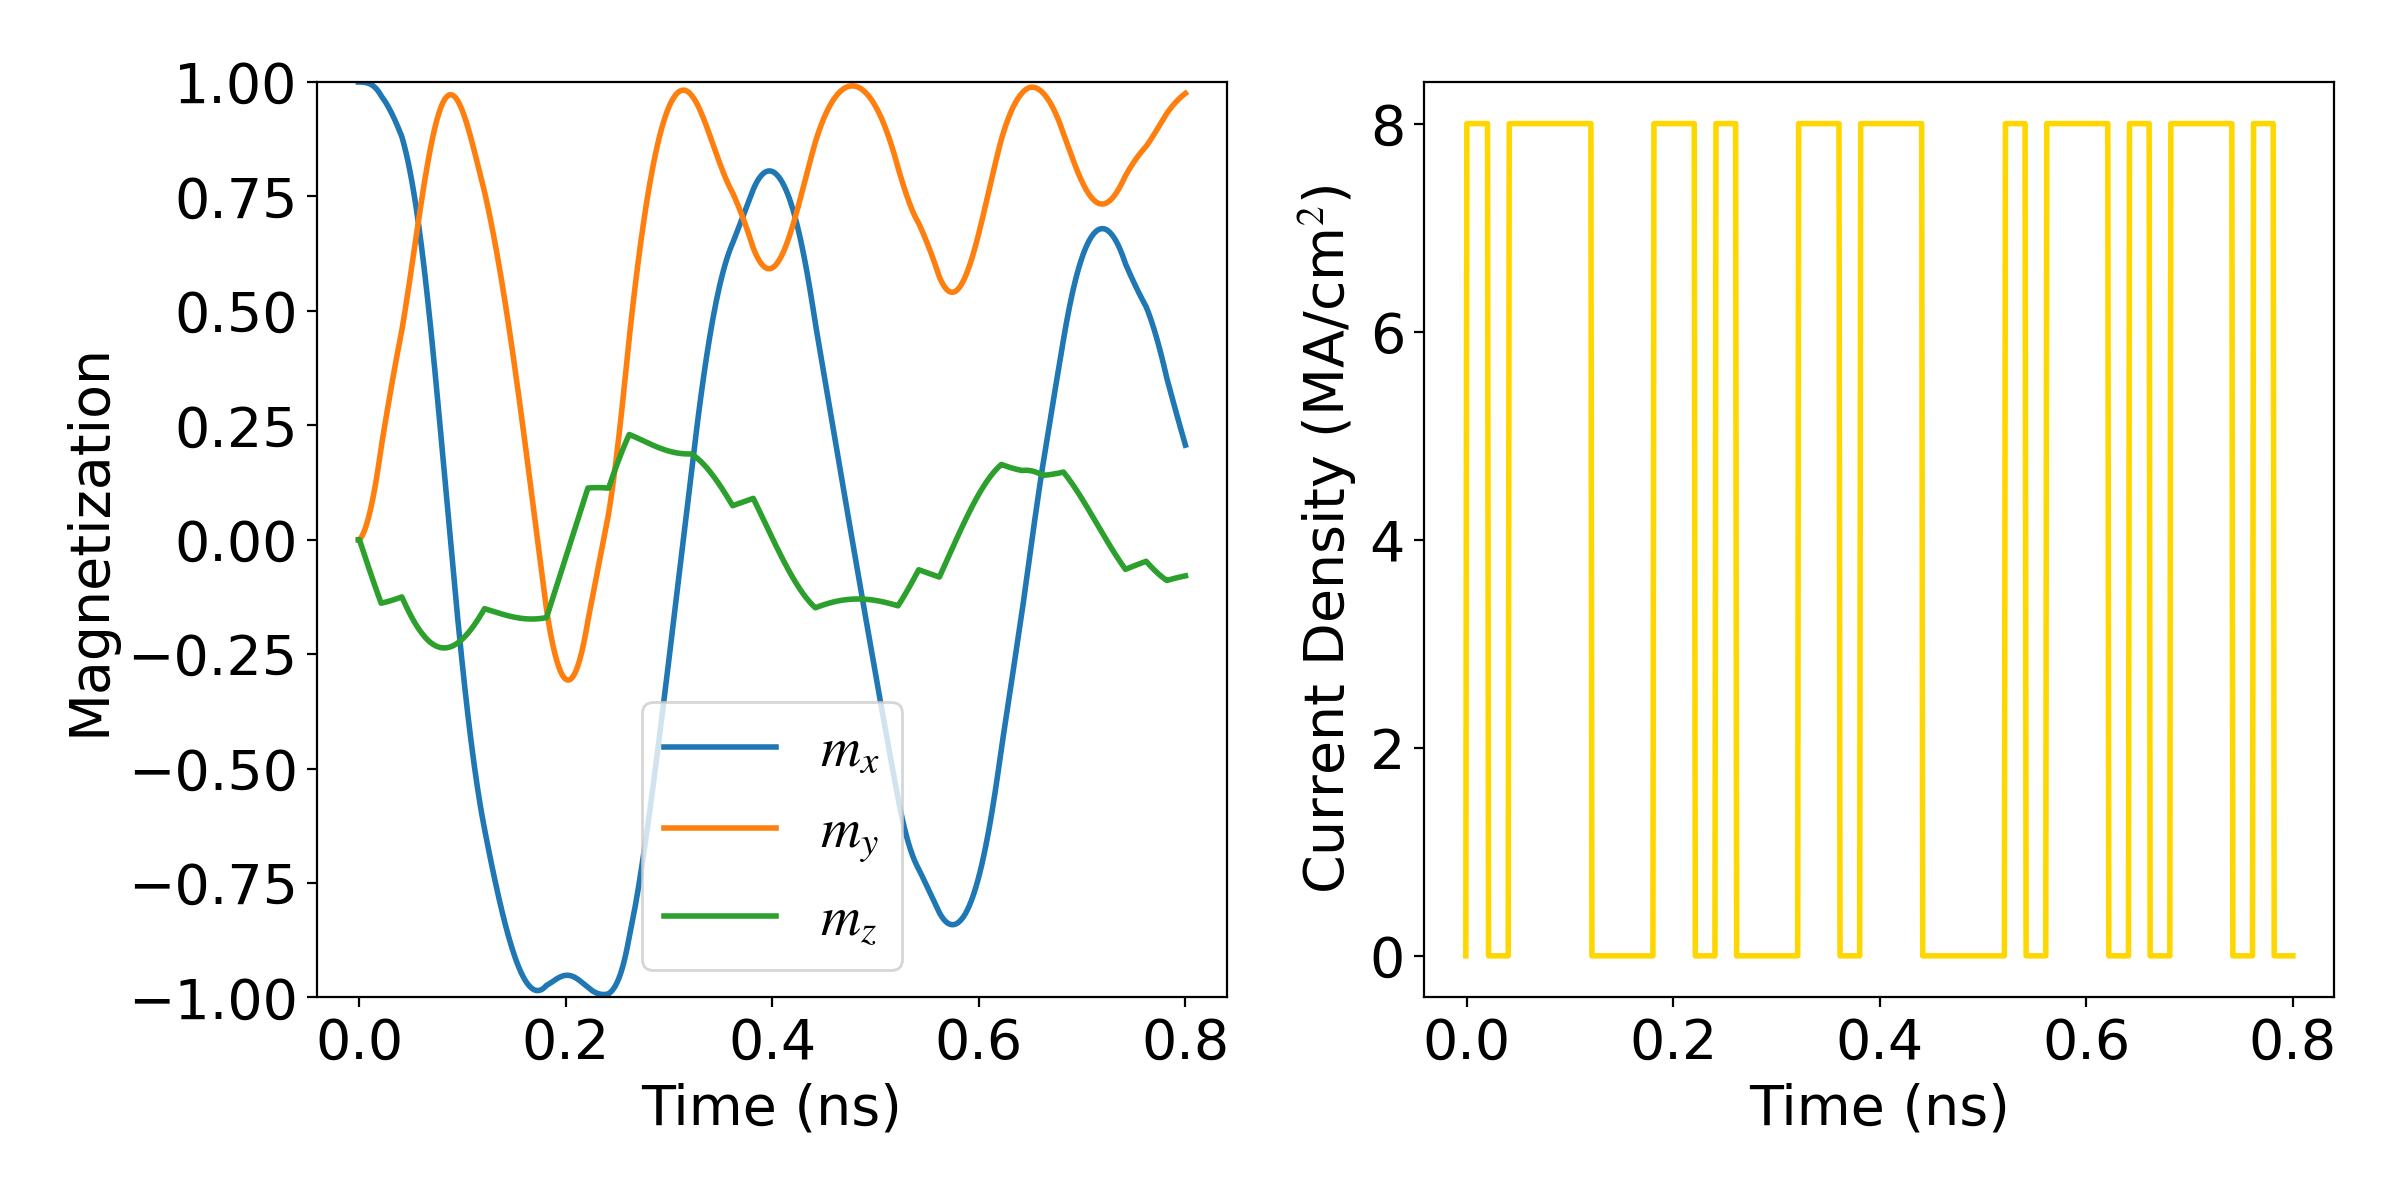 1.00
0.75
0.50
0.25
0.00
−0.25
−0.50
−0.75
−1.00
Magnetization
0.0 0.2 0.4 0.6 0.8
Time (ns)
m_x
m_y
m_z
8
6
4
2
0
Current Density (MA/cm²)
0.0 0.2 0.4 0.6 0.8
Time (ns)